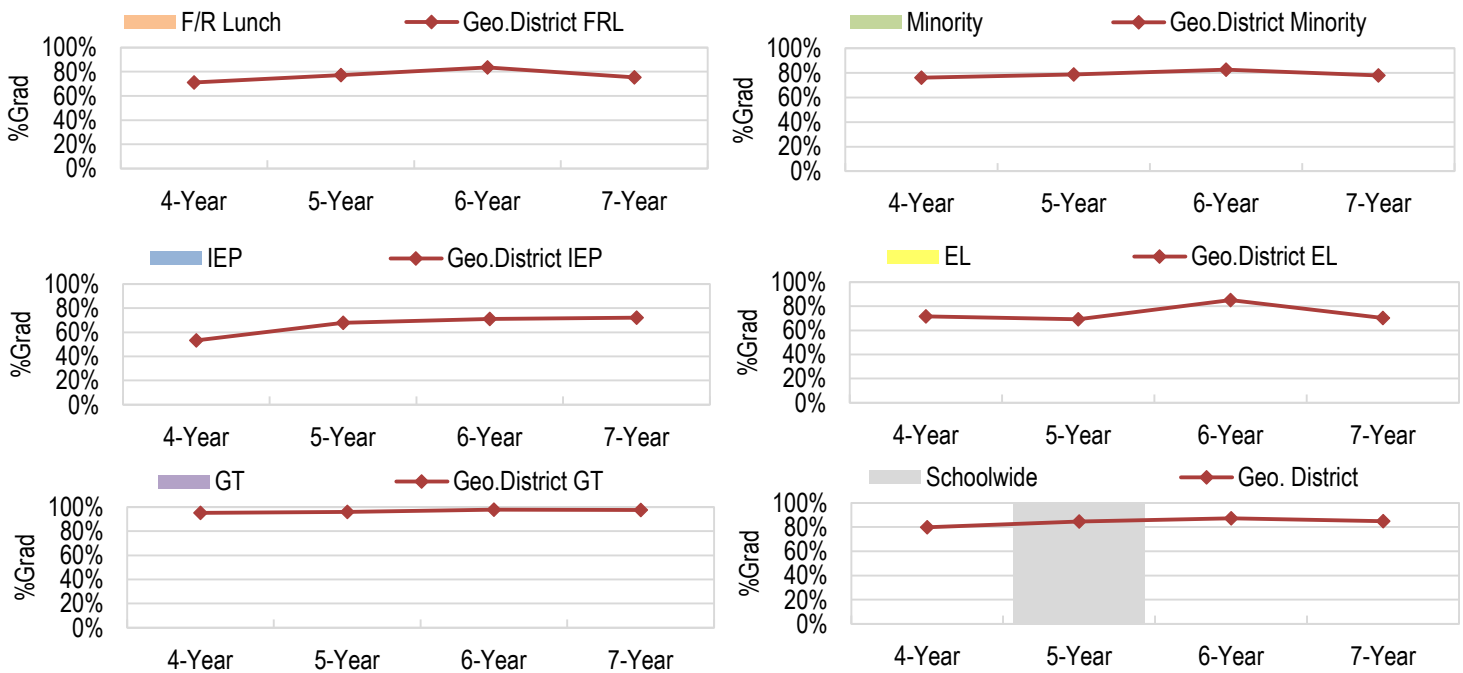 F/R Lunch Geo.District FRL
100%
80%
60%
40%
20%
0%
%Grad
4-Year 5-Year 6-Year 7-Year
Minority Geo.District Minority
100%
80%
60%
40%
20%
0%
%Grad
4-Year 5-Year 6-Year 7-Year
IEP Geo.District IEP
100%
80%
60%
40%
20%
0%
%Grad
4-Year 5-Year 6-Year 7-Year
EL Geo.District EL
100%
80%
60%
40%
20%
0%
%Grad
4-Year 5-Year 6-Year 7-Year
GT Geo.District GT
100%
80%
60%
40%
20%
0%
%Grad
4-Year 5-Year 6-Year 7-Year
Schoolwide Geo. District
100%
80%
60%
40%
20%
0%
%Grad
4-Year 5-Year 6-Year 7-Year